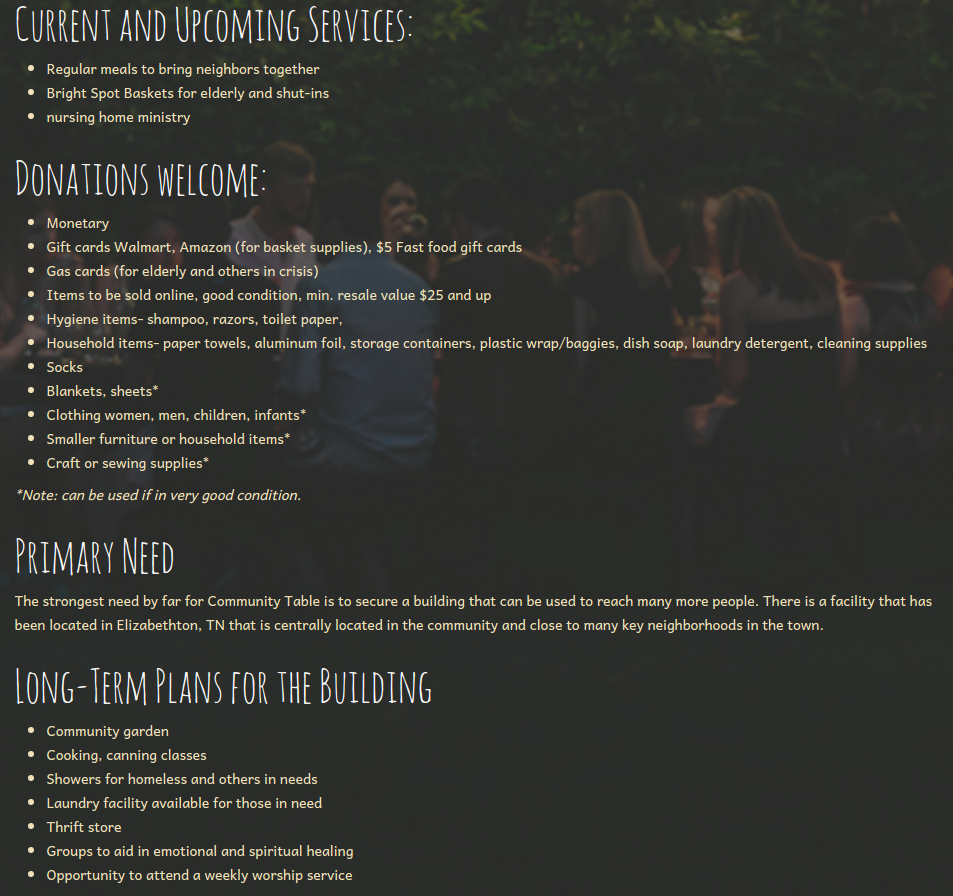 Current and Upcoming Services:
Regular meals to bring neighbors together
Bright Spot Baskets for elderly and shut-ins
nursing home ministry
Donations welcome:
Monetary
Gift cards Walmart, Amazon (for basket supplies), $5 Fast food gift cards
Gas cards (for elderly and others in crisis)
Items to be sold online, good condition, min. resale value $25 and up
Hygiene items- shampoo, razors, toilet paper,
Household items- paper towels, aluminum foil, storage containers, plastic wrap/baggies, dish soap, laundry detergent, cleaning supplies
Socks
Blankets, sheets*
Clothing women, men, children, infants*
Smaller furniture or household items*
Craft or sewing supplies*
*Note: can be used if in very good condition.
Primary Need
The strongest need by far for Community Table is to secure a building that can be used to reach many more people. There is a facility that has
been located in Elizabethton, TN that is centrally located in the community and close to many key neighborhoods in the town.
Long-Term Plans for the Building
Community garden
Cooking, canning classes
Showers for homeless and others in needs
Laundry facility available for those in need
Thrift store
Groups to aid in emotional and spiritual healing
Opportunity to attend a weekly worship service